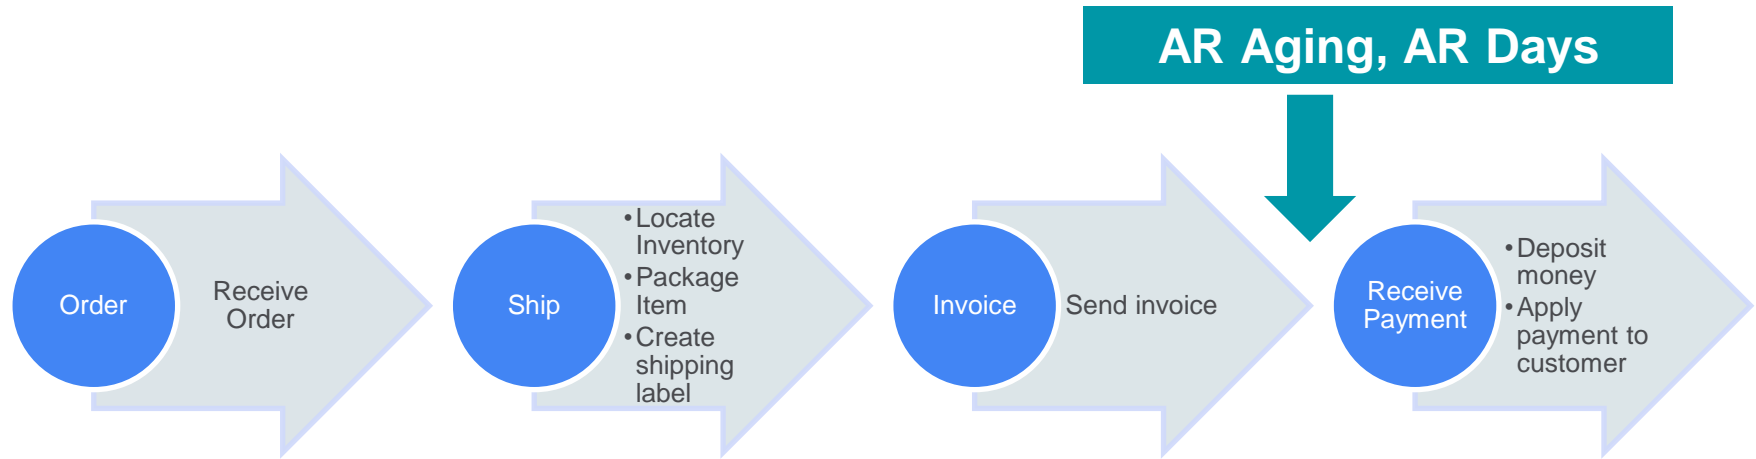 AR Aging, AR Days
Order
Receive
Order
Ship
•Locate
Inventory
•Package
Item
•Create
shipping
label
Invoice
Send invoice
Receive
Payment
•Deposit
money
•Apply
payment to
customer